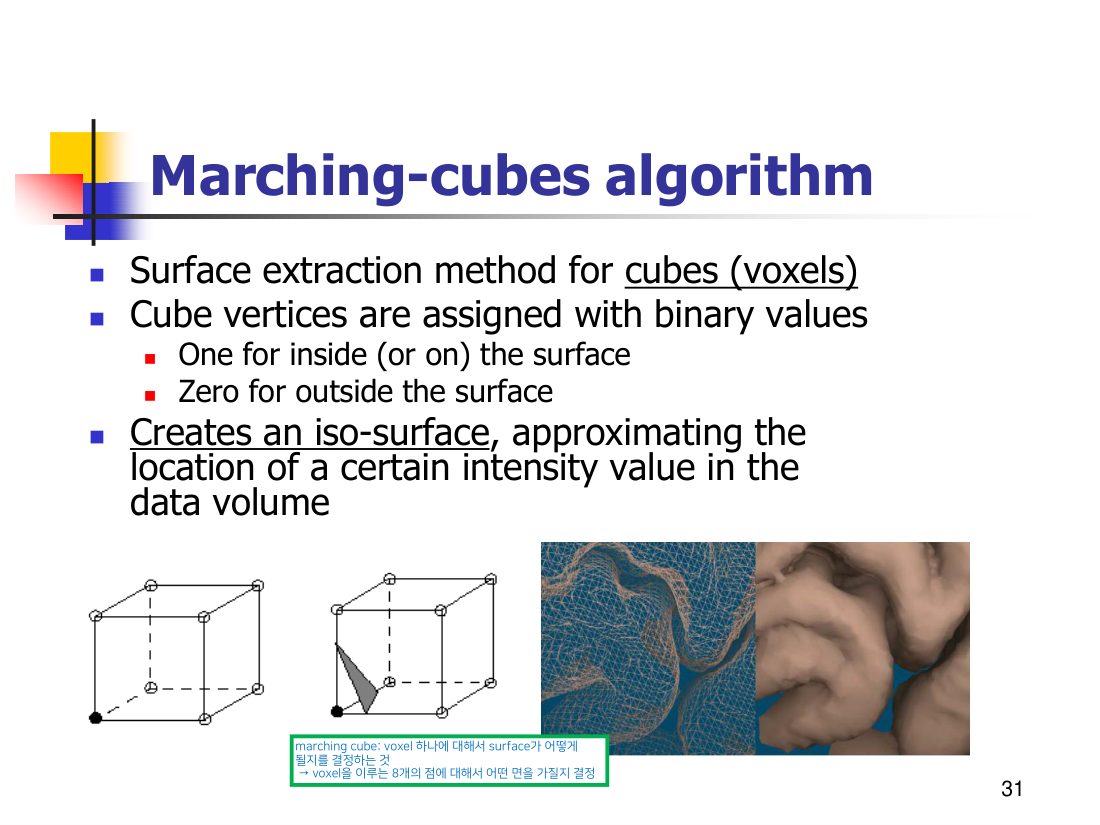 Marching-cubes algorithm
Surface extraction method for cubes (voxels)
Cube vertices are assigned with binary values
One for inside (or on) the surface
Zero for outside the surface
Creates an iso-surface, approximating the
location of a certain intensity value in the
data volume
marching cube: voxel 하나에 대해서 surface가 어떻게
될지를 결정하는 것
→ voxel을 이루는 8개의 점에 대해서 어떤 면을 가질지 결정
31